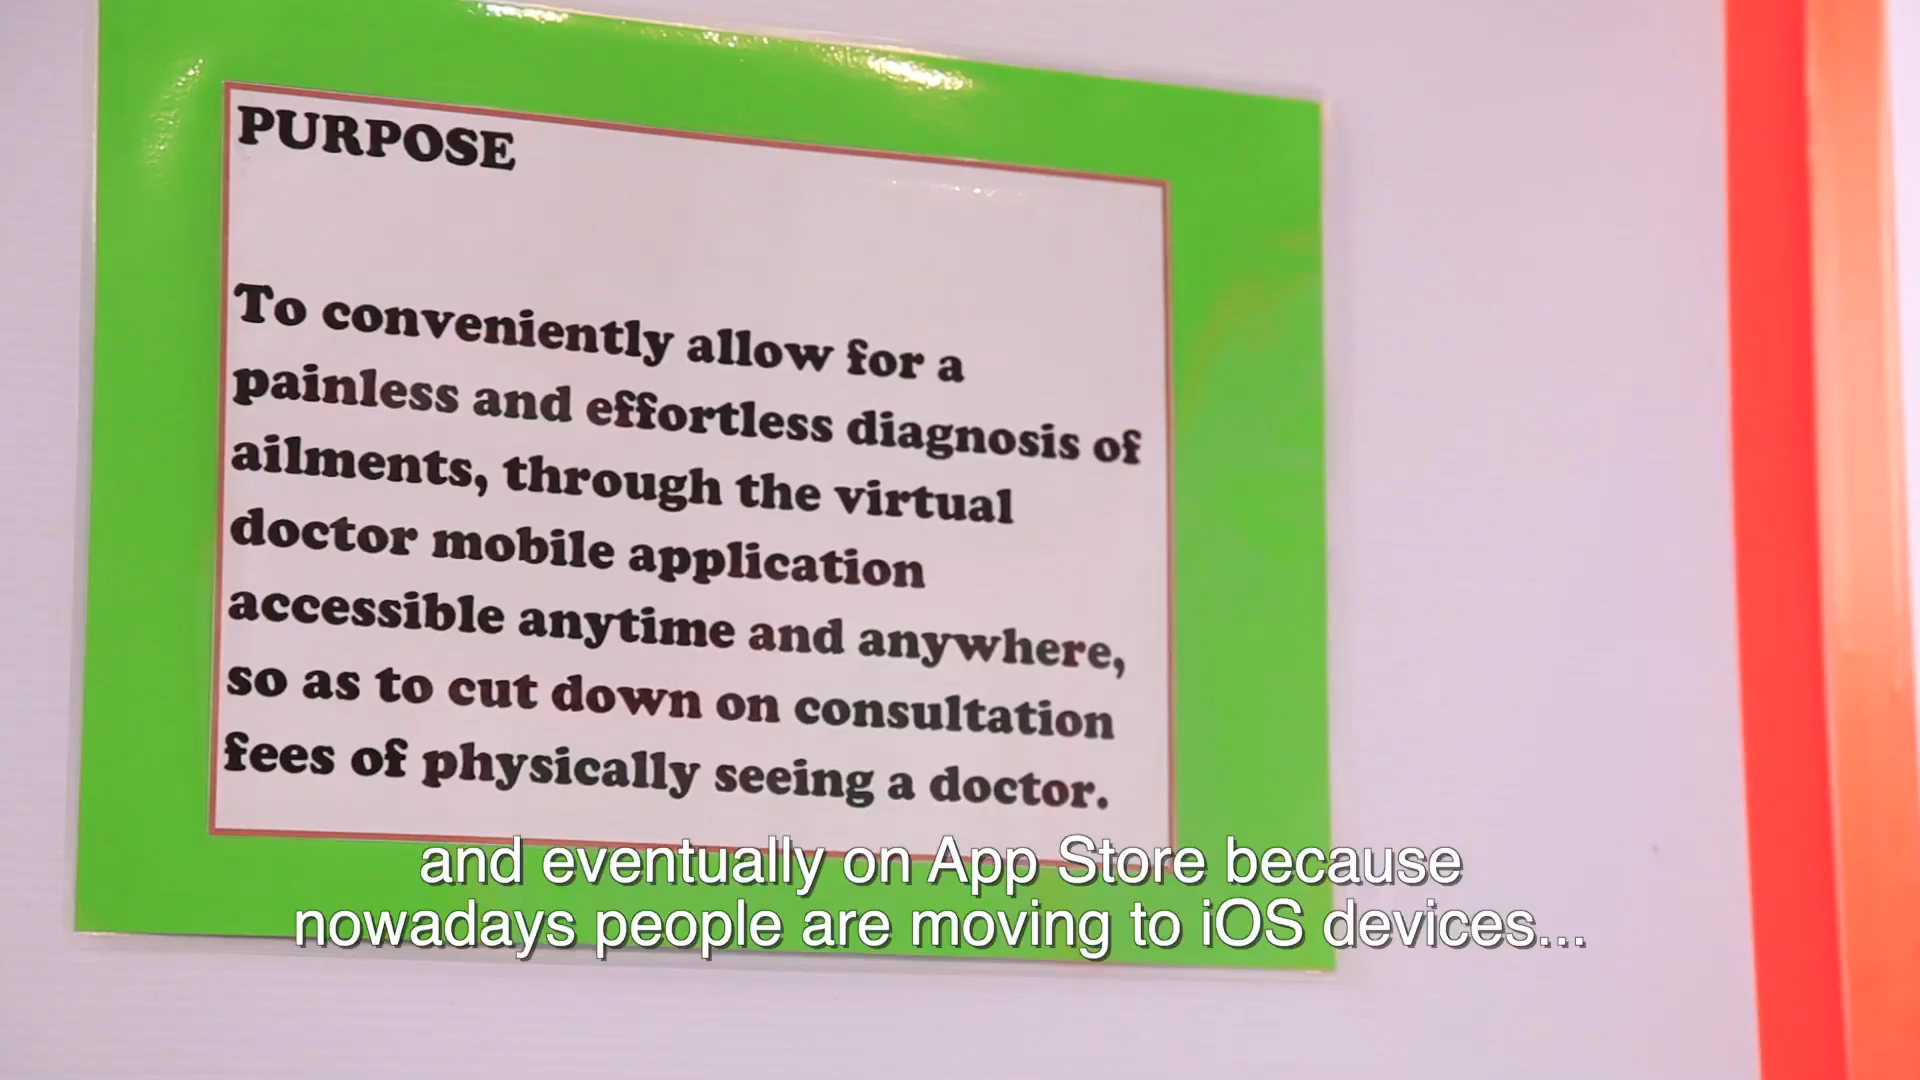 PURPOSE
To conveniently allow for a
painless and effortless diagnosis of
ailments, through the virtual
doctor mobile application
accessible anytime and anywhere,
so as to cut down on consultation
fees of physically seeing a doctor.
and eventually on App Store because
nowadays people are moving to iOS devices...